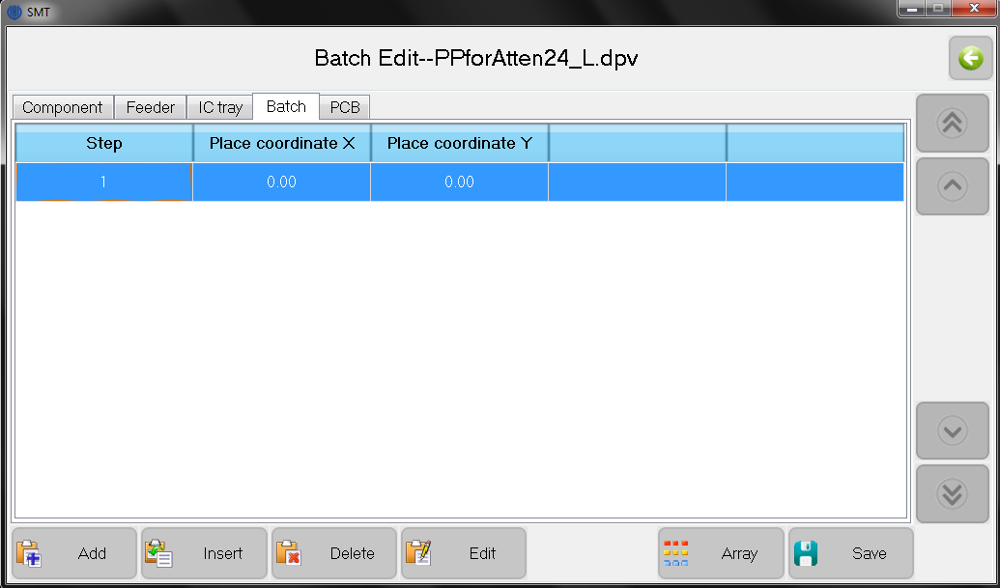 SMT
Batch Edit--PPforAtten24_L.dpv
Component Feeder IC tray Batch PCB
Step Place coordinate X Place coordinate Y
1 0.00 0.00
Add Insert Delete Edit Array Save